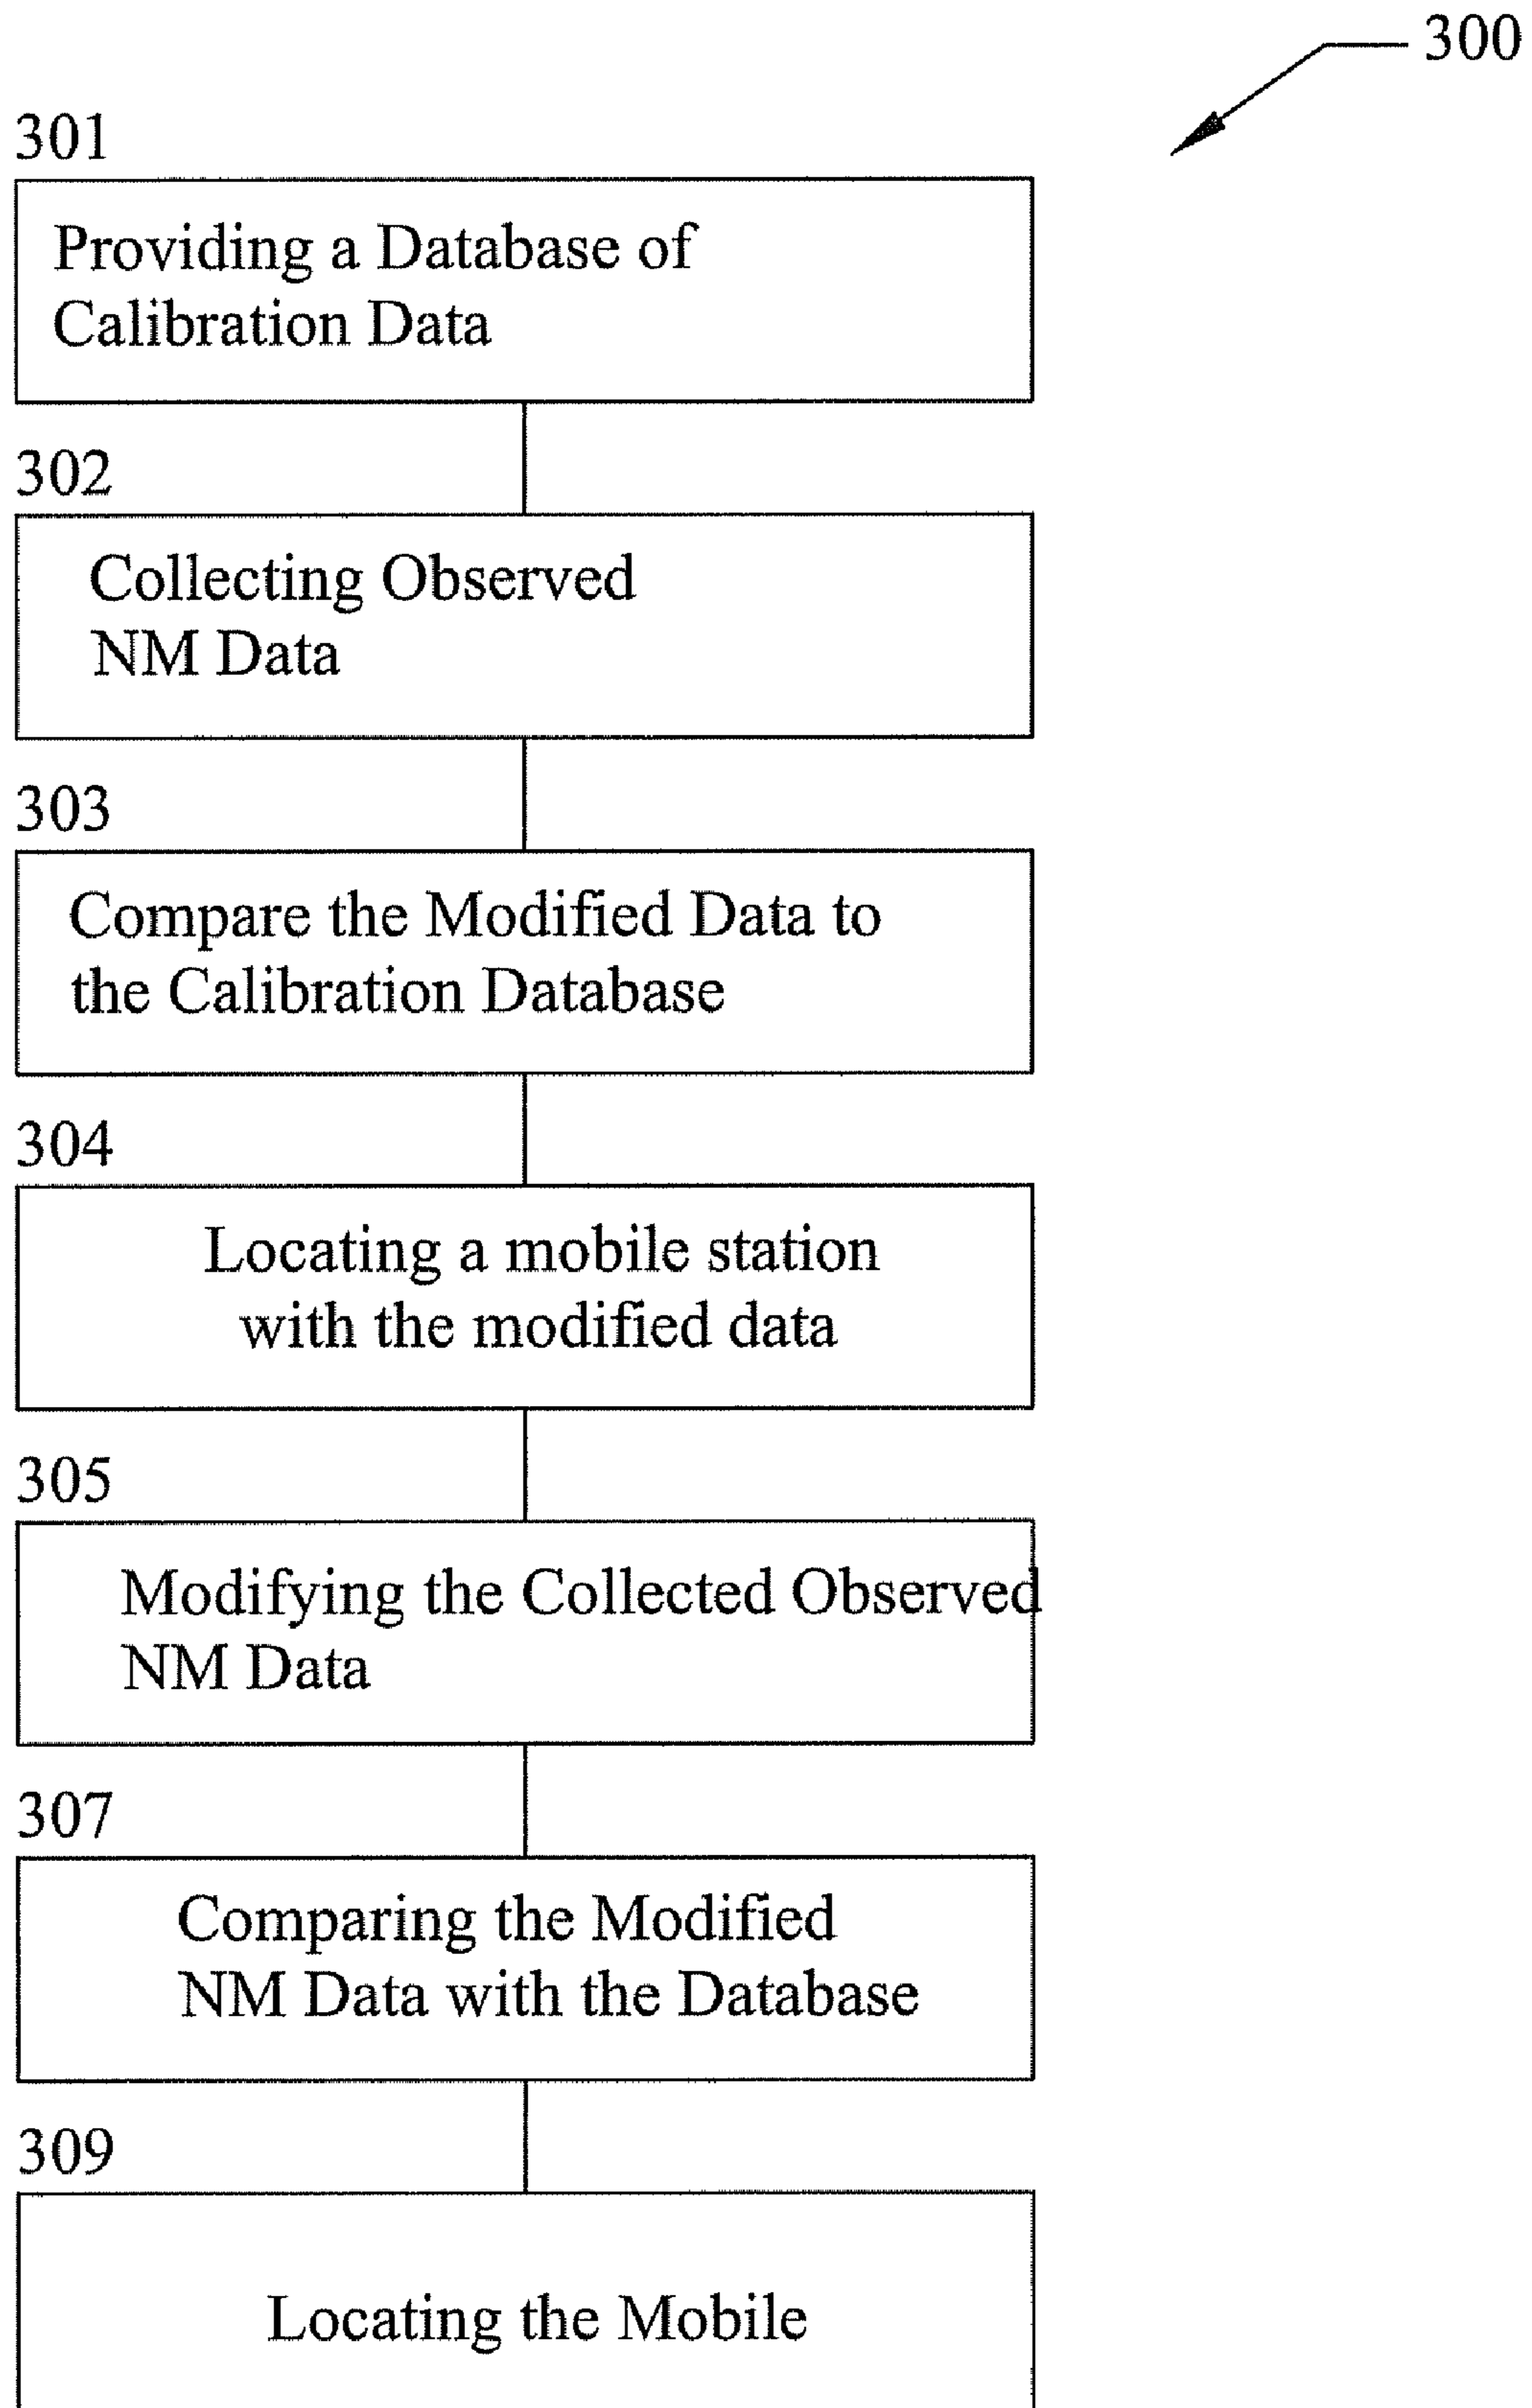 300
301
Providing a Database of
Calibration Data
302
Collecting Observed
NM Data
303
Compare the Modified Data to
the Calibration Database
304
Locating a mobile station
with the modified data
305
Modifying the Collected Observed
NM Data
307
Comparing the Modified
NM Data with the Database
309
Locating the Mobile